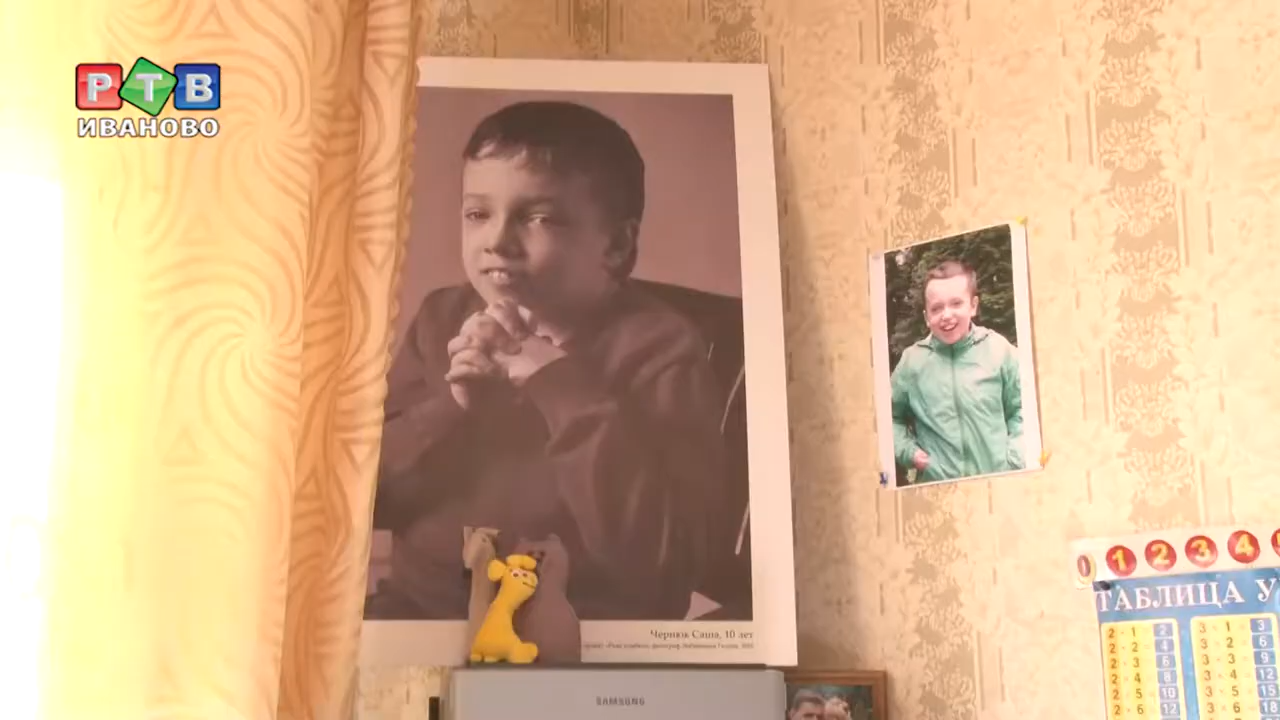 РТВ
ИВАНОВО
Чернюк Саша, 10 лет
SAMSUNG
0 1 2 3 4
ТАБЛИЦА У
2 · 1 2
2 · 2 4
2 · 3 6
2 · 4 8
2 · 5 10
2 · 6 12
3 · 1 3
3 · 2 6
3 · 3 9
3 · 4 12
3 · 5 15
3 · 6 18